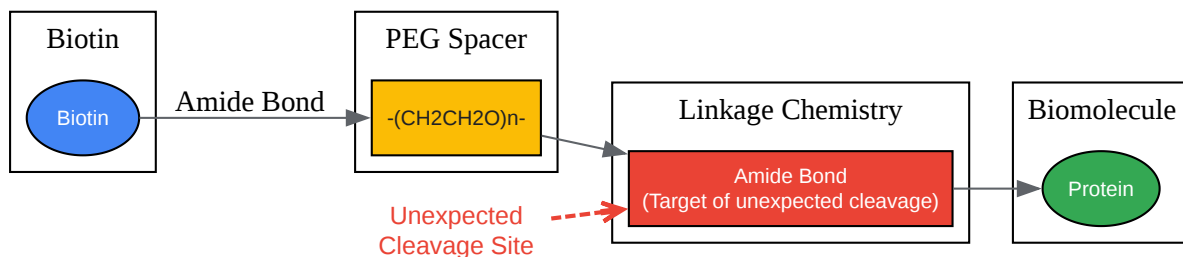 Biotin
Biotin
Amide Bond
PEG Spacer
-(CH2CH2O)n-
Unexpected
Cleavage Site
Linkage Chemistry
Amide Bond
(Target of unexpected cleavage)
Biomolecule
Protein